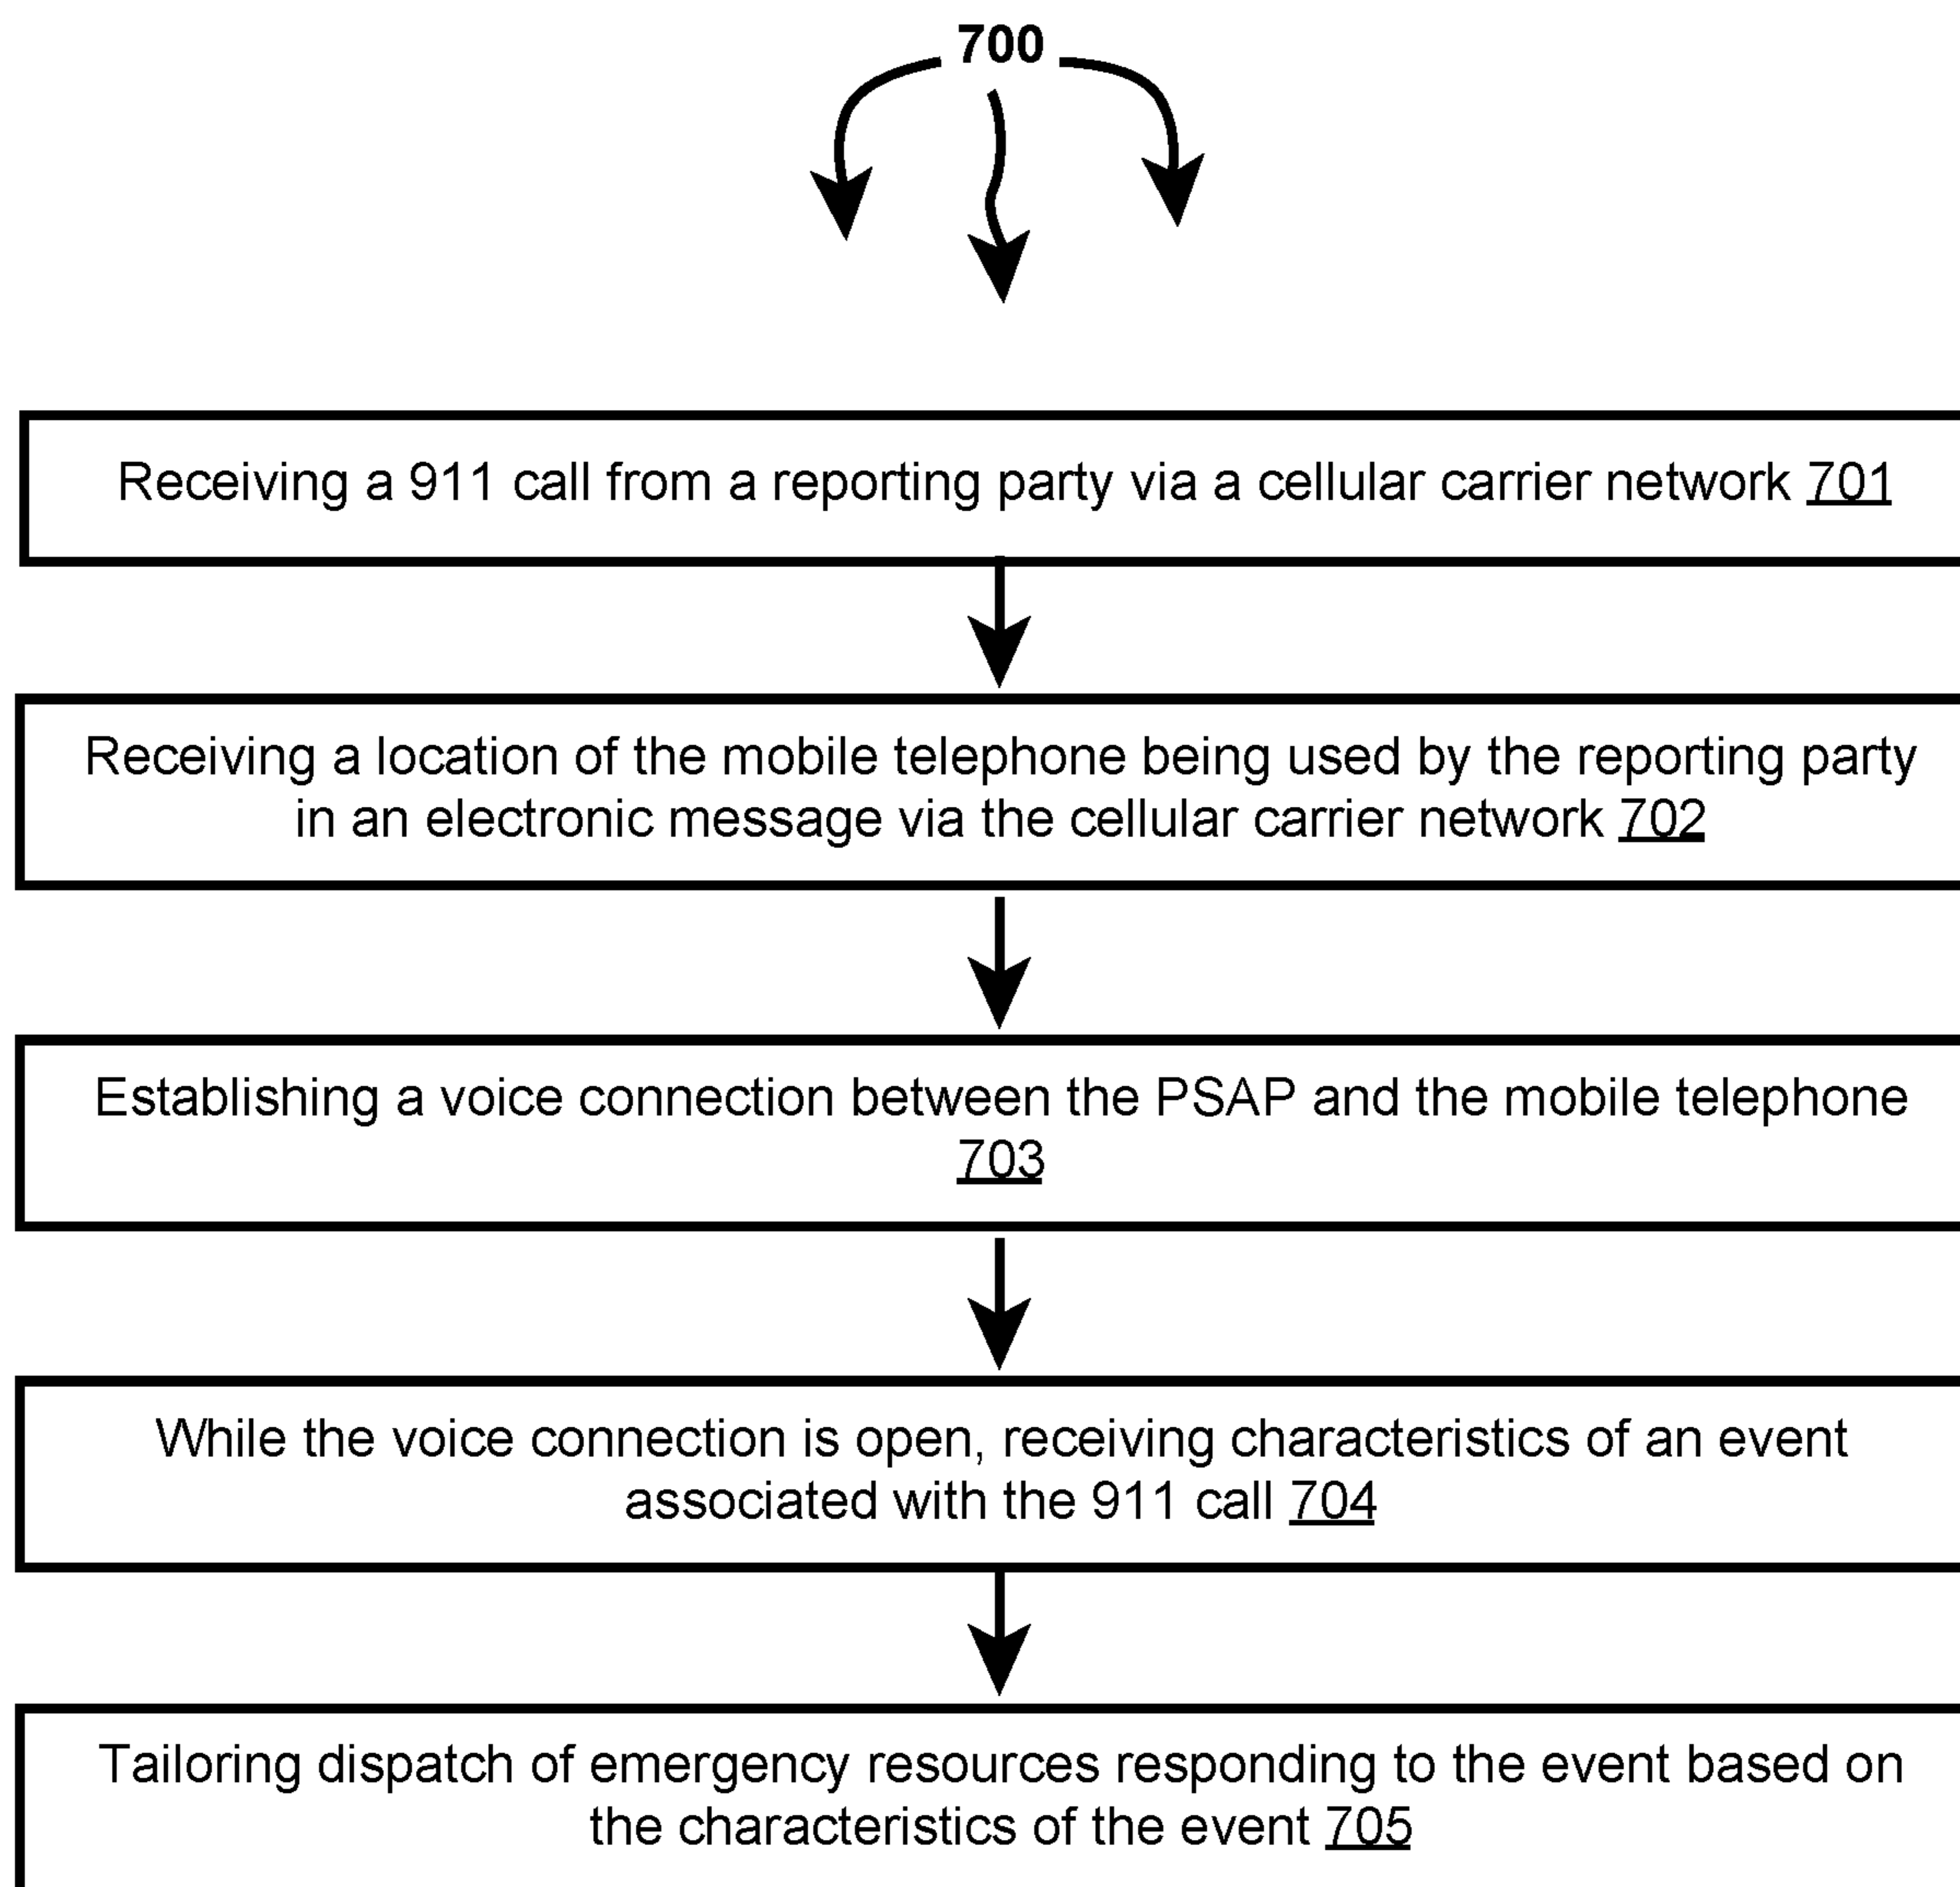 700
Receiving a 911 call from a reporting party via a cellular carrier network 701
Receiving a location of the mobile telephone being used by the reporting party
in an electronic message via the cellular carrier network 702
Establishing a voice connection between the PSAP and the mobile telephone
703
While the voice connection is open, receiving characteristics of an event
associated with the 911 call 704
Tailoring dispatch of emergency resources responding to the event based on
the characteristics of the event 705